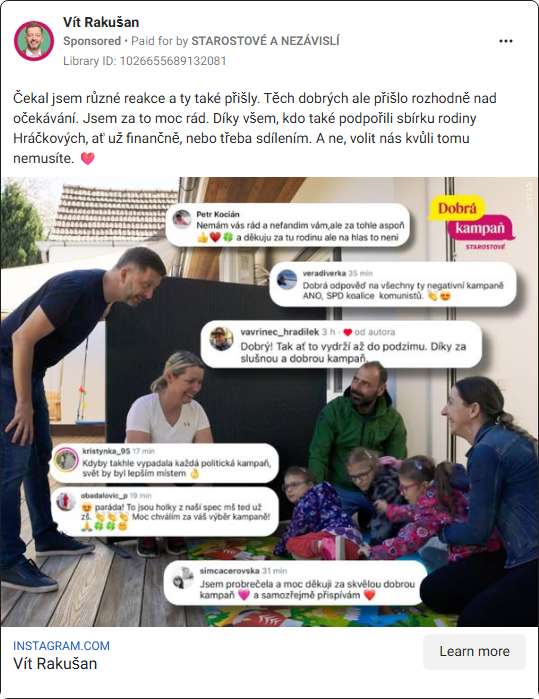 Vít Rakušan
Sponsored • Paid for by STAROSTOVÉ A NEZÁVISLÍ
Library ID: 1026655689132081
Čekal jsem různé reakce a ty také přišly. Těch dobrých ale přišlo rozhodně nad
očekávání. Jsem za to moc rád. Díky všem, kdo také podpořili sbírku rodiny
Hráčkových, ať už finančně, nebo třeba sdílením. A ne, volit nás kvůli tomu
nemusíte. 💗
Dobrá
kampaň
STAROSTOVÉ
Petr Kocián
Nemám vás rád a nefandim vám,ale za tohle aspoň
👍❤️🍀 a děkuju za tu rodinu ale na hlas to neni
veradiverka 35 min
Dobrá odpověď na všechny ty negativní kampaně
ANO, SPD koalice komunistů. 👏😍
vavrinec_hradilek 3 h · ❤️ od autora
Dobrý! Tak ať to vydrží až do podzimu. Díky za
slušnou a dobrou kampaň.
kristynka_95 17 min
Kdyby takhle vypadala každá politická kampaň,
svět by byl lepším místem 👌
obadalovic_p 19 min
😍 paráda! To jsou holky z naší spec mš ted už
zš. 👏👏👏 Moc chválím za váš výběr kampaně!
🙏🍀🍀✊
simcacerovska 31 min
Jsem probrečela a moc děkuji za skvělou dobrou
kampaň 💗 a samozřejmě přispívám ❤️
INSTAGRAM.COM
Vít Rakušan
Learn more